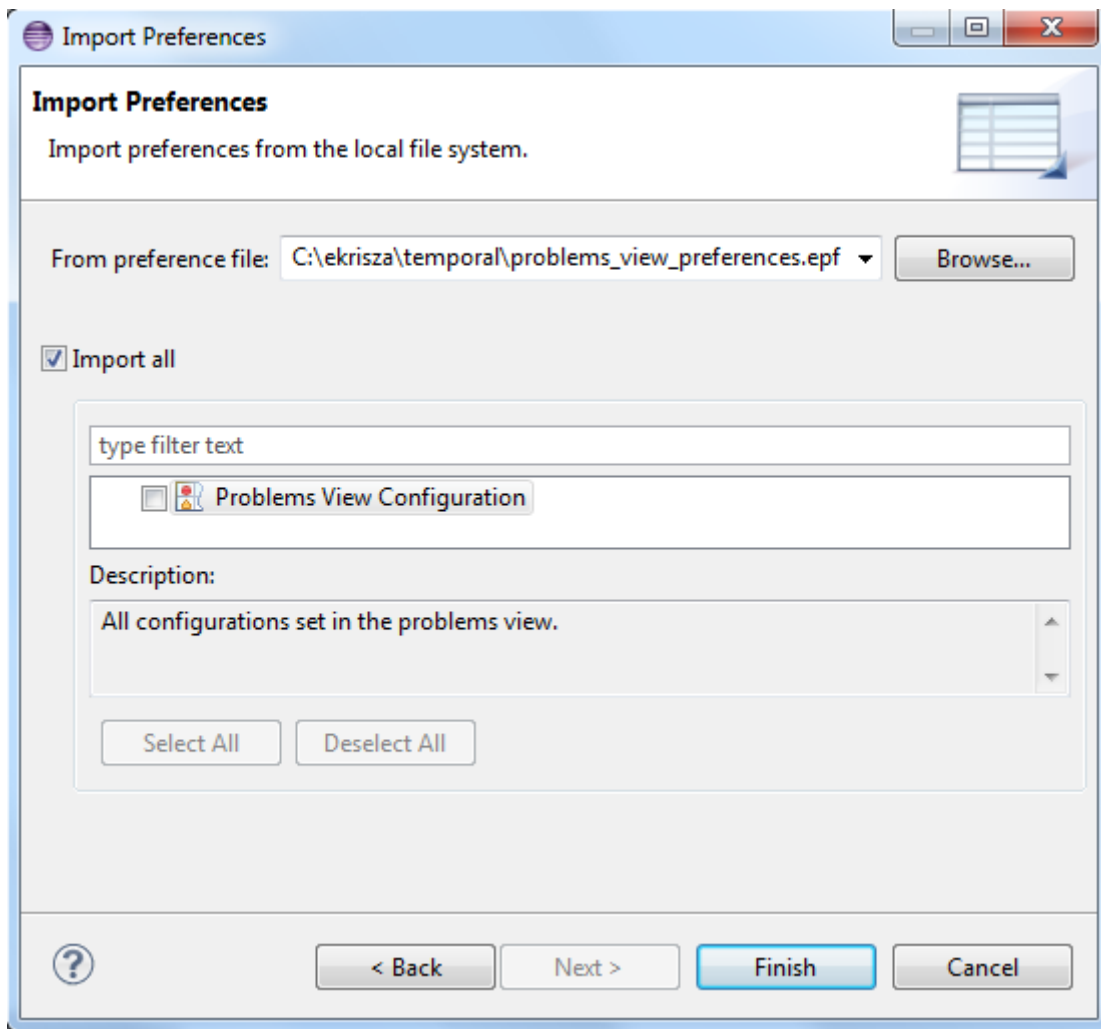 Import Preferences
Import Preferences
Import preferences from the local file system.
From preference file: C:\ekrisza\temporal\problems_view_preferences.epf Browse...
Import all
type filter text
Problems View Configuration
Description:
All configurations set in the problems view.
Select All Deselect All
? < Back Next > Finish Cancel